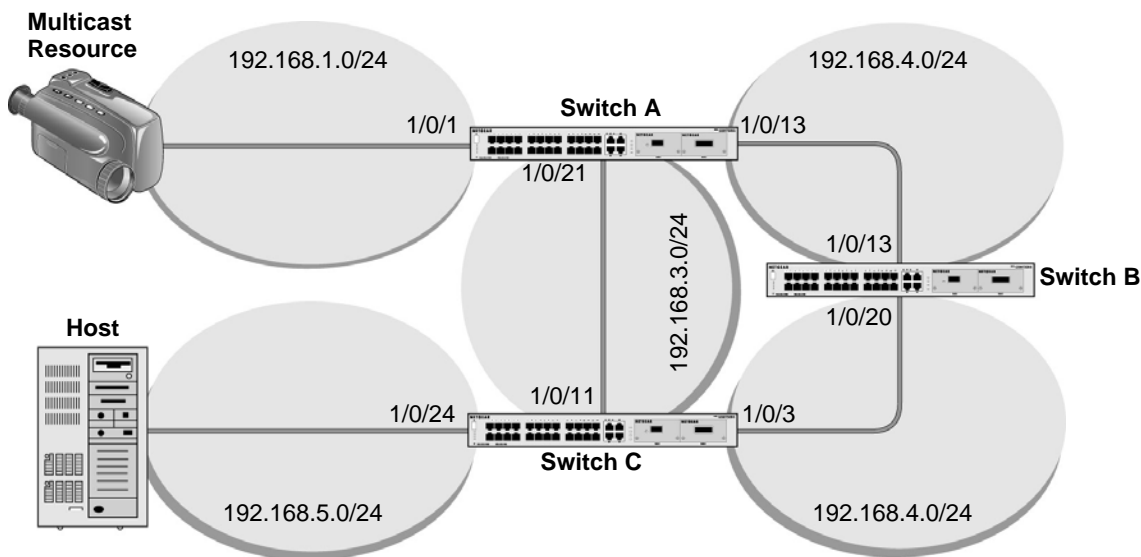 Multicast
Resource
192.168.1.0/24
192.168.4.0/24
Switch A
1/0/1
1/0/13
1/0/21
192.168.3.0/24
1/0/13
Switch B
1/0/20
Host
1/0/11
1/0/24
1/0/3
Switch C
192.168.5.0/24
192.168.4.0/24